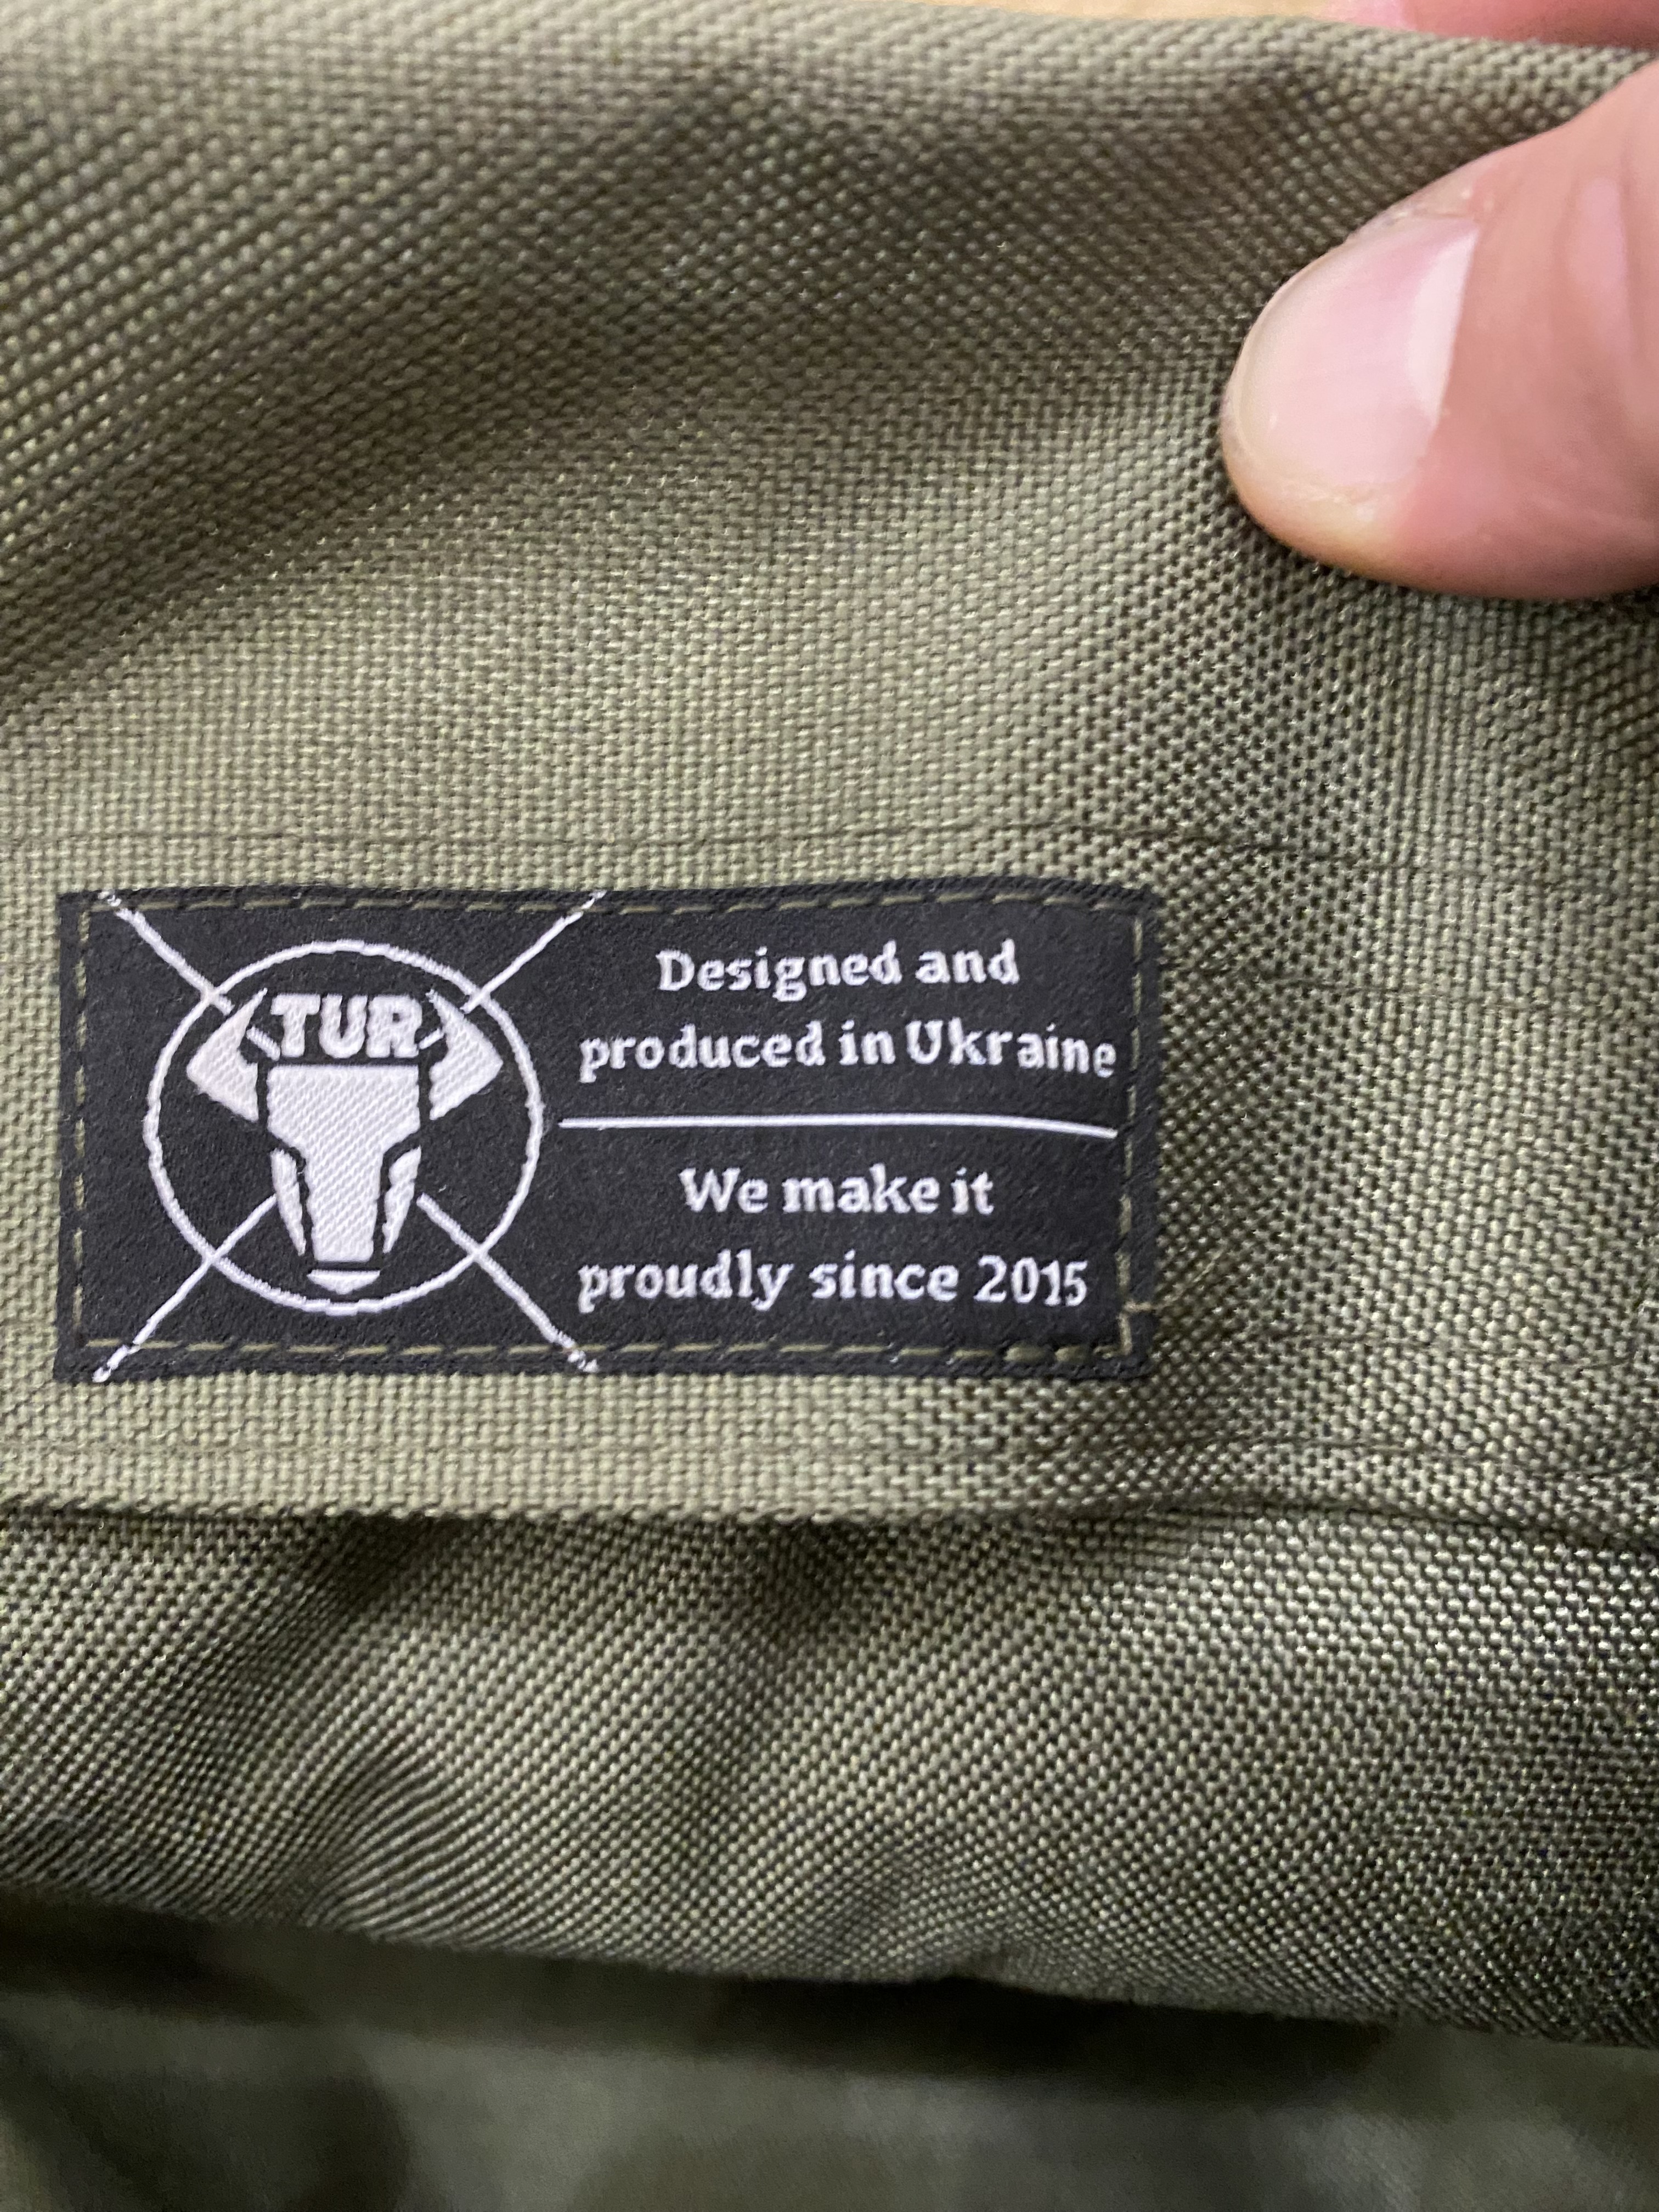 TUR
Designed and
produced in Ukraine
We make it
proudly since 2015